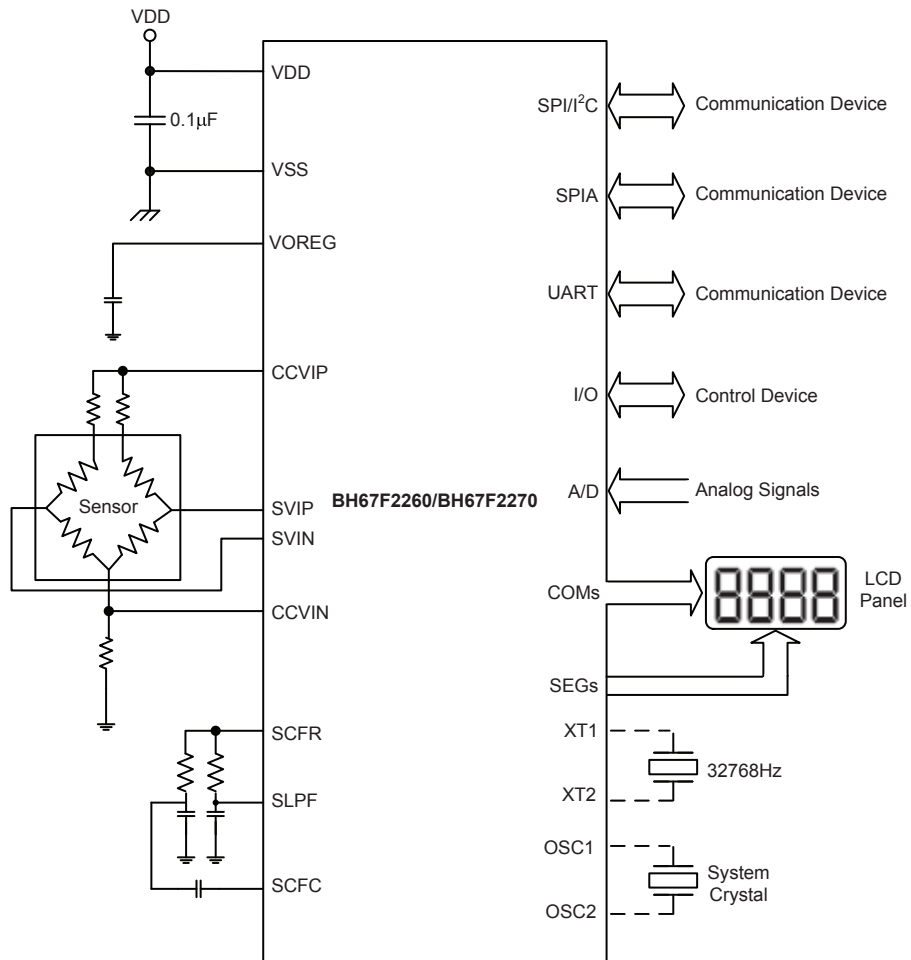 VDD
VDD
0.1μF
VSS
VOREG
CCVIP
Sensor
SVIP
SVIN
CCVIN
SCFR
SLPF
SCFC
BH67F2260/BH67F2270
SPI/I²C
Communication Device
SPIA
Communication Device
UART
Communication Device
I/O
Control Device
A/D
Analog Signals
COMs
8888
LCD
Panel
SEGs
XT1
32768Hz
XT2
OSC1
System
Crystal
OSC2